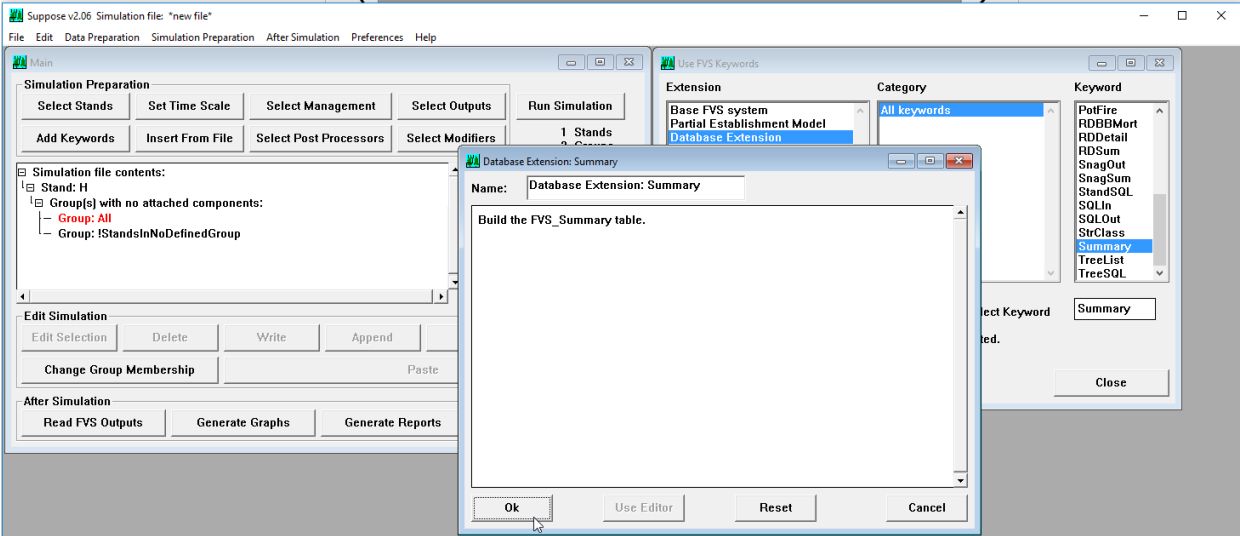 Suppose v2.06 Simulation file: *new file*
File Edit Data Preparation Simulation Preparation After Simulation Preferences Help
Main
Simulation Preparation
Select Stands Set Time Scale Select Management Select Outputs Run Simulation
Add Keywords Insert From File Select Post Processors Select Modifiers
1 Stands
Simulation file contents:
Stand: H
Group(s) with no attached components:
Group: All
Group: !StandsInNoDefinedGroup
Edit Simulation
Edit Selection Delete Write Append
Change Group Membership Paste
After Simulation
Read FVS Outputs Generate Graphs Generate Reports
Use FVS Keywords
Extension Category Keyword
Base FVS system
Partial Establishment Model
Database Extension
All keywords
PotFire
RDBBMort
RDDetail
RDSum
SnagOut
SnagSum
StandSQL
SQLIn
SQLOut
StrClass
Summary
TreeList
TreeSQL
lect Keyword Summary
ted.
Close
Database Extension: Summary
Name: Database Extension: Summary
Build the FVS_Summary table.
Ok Use Editor Reset Cancel